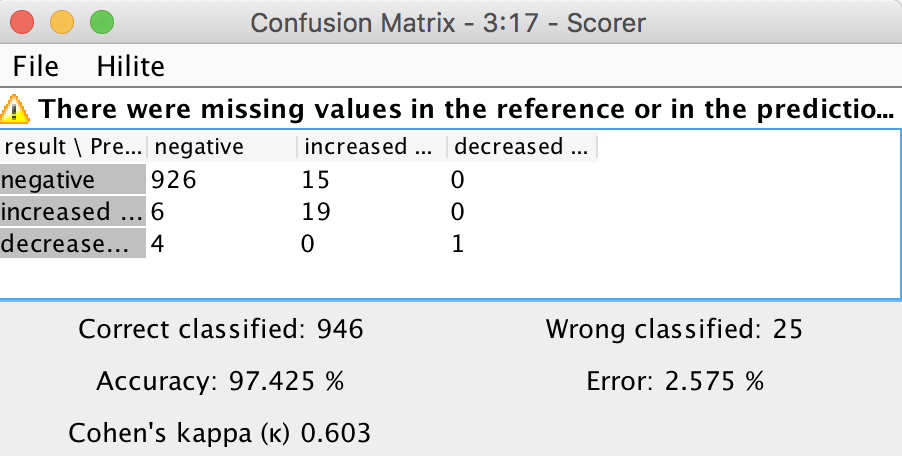 Confusion Matrix - 3:17 - Scorer
File Hilite
There were missing values in the reference or in the predictio...
result \ Pre... negative increased ... decreased ...
negative 926 15 0
increased ... 6 19 0
decrease... 4 0 1
Correct classified: 946 Wrong classified: 25
Accuracy: 97.425 % Error: 2.575 %
Cohen's kappa (κ) 0.603